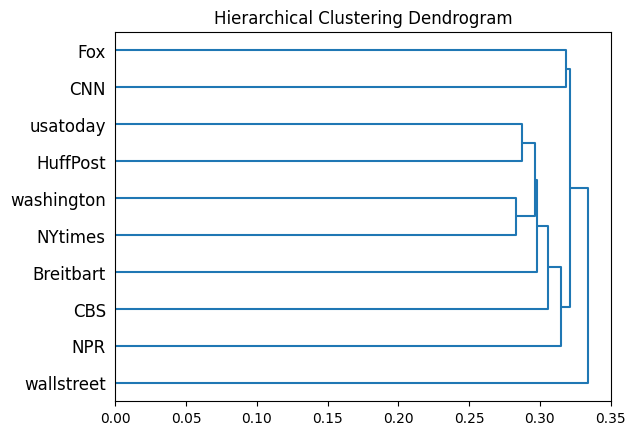 Hierarchical Clustering Dendrogram
Fox
CNN
usatoday
HuffPost
washington
NYtimes
Breitbart
CBS
NPR
wallstreet
0.00 0.05 0.10 0.15 0.20 0.25 0.30 0.35